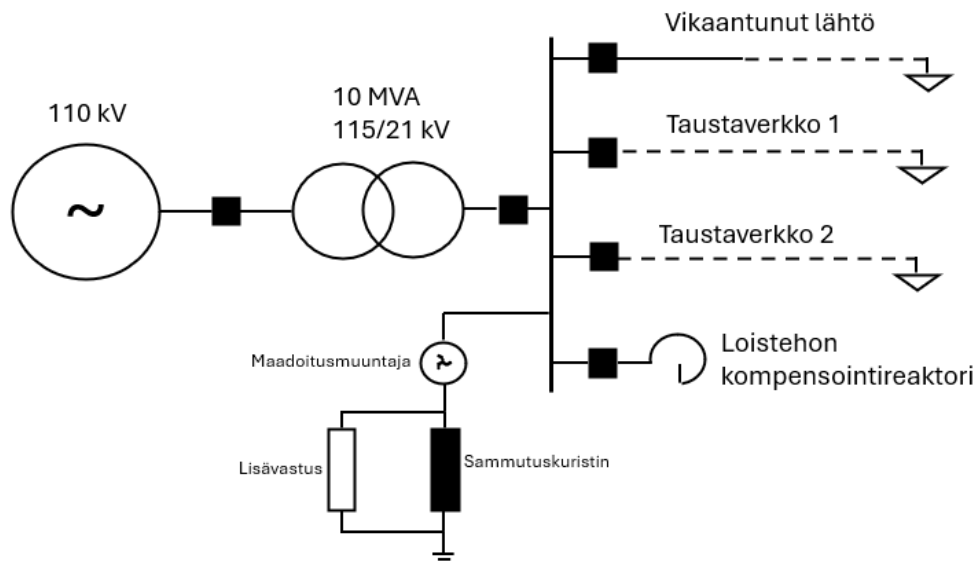 Vikaantunut lähtö
110 kV
10 MVA
115/21 kV
~
Taustaverkko 1
Taustaverkko 2
Maadoitusmuuntaja
~
Loistehon
kompensointireaktori
Lisävastus
Sammutuskuristin